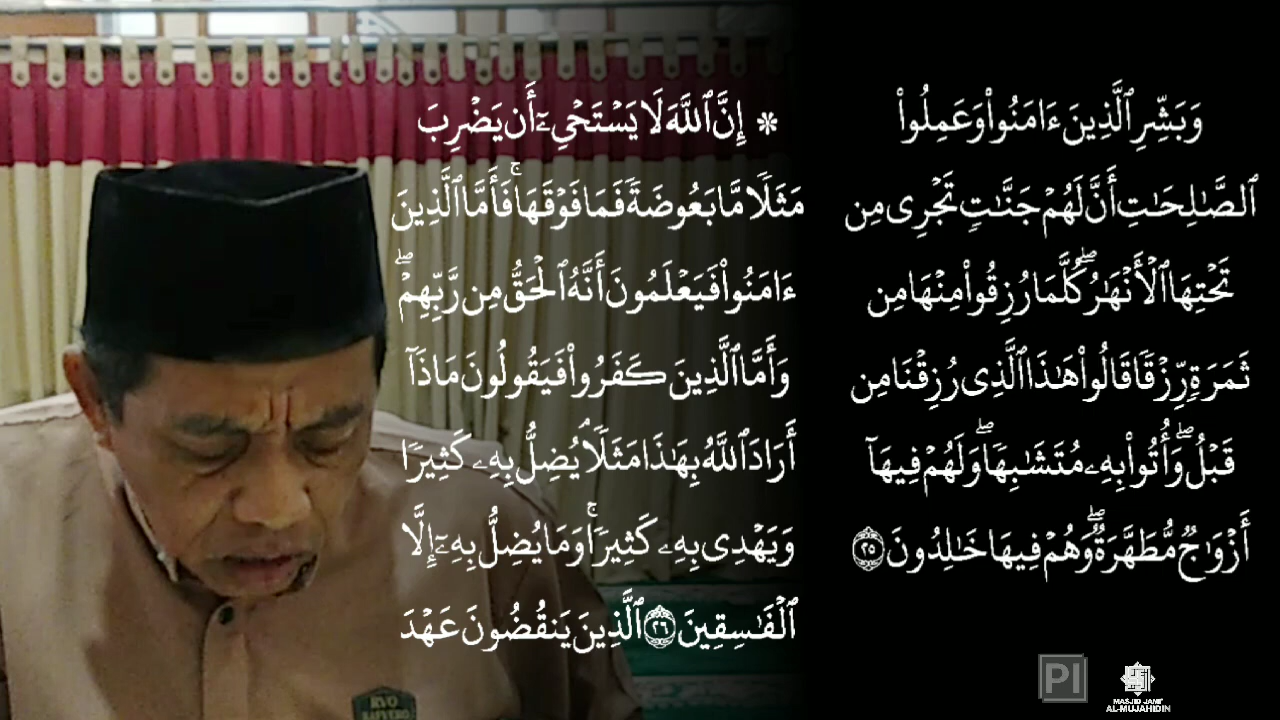 وَبَشِّرِ ٱلَّذِينَ ءَامَنُوا۟ وَعَمِلُوا۟
ٱلصَّـٰلِحَـٰتِ أَنَّ لَهُمْ جَنَّـٰتٍ تَجْرِى مِن
تَحْتِهَا ٱلْأَنْهَـٰرُ ۖ كُلَّمَا رُزِقُوا۟ مِنْهَا مِن
ثَمَرَةٍ رِّزْقًا قَالُوا۟ هَـٰذَا ٱلَّذِى رُزِقْنَا مِن
قَبْلُ ۖ وَأُتُوا۟ بِهِۦ مُتَشَـٰبِهًا ۖ وَلَهُمْ فِيهَآ
أَزْوَٰجٌ مُّطَهَّرَةٌ ۖ وَهُمْ فِيهَا خَـٰلِدُونَ ٢٥
* إِنَّ ٱللَّهَ لَا يَسْتَحْىِۦٓ أَن يَضْرِبَ
مَثَلًا مَّا بَعُوضَةً فَمَا فَوْقَهَا ۚ فَأَمَّا ٱلَّذِينَ
ءَامَنُوا۟ فَيَعْلَمُونَ أَنَّهُ ٱلْحَقُّ مِن رَّبِّهِمْ ۖ
وَأَمَّا ٱلَّذِينَ كَفَرُوا۟ فَيَقُولُونَ مَاذَآ
أَرَادَ ٱللَّهُ بِهَـٰذَا مَثَلًا ۘ يُضِلُّ بِهِۦ كَثِيرًا
وَيَهْدِى بِهِۦ كَثِيرًا ۚ وَمَا يُضِلُّ بِهِۦٓ إِلَّا
ٱلْفَـٰسِقِينَ ٢٦ ٱلَّذِينَ يَنقُضُونَ عَهْدَ
PI
MASJID JAMI'
AL-MUJAHIDIN
RYO